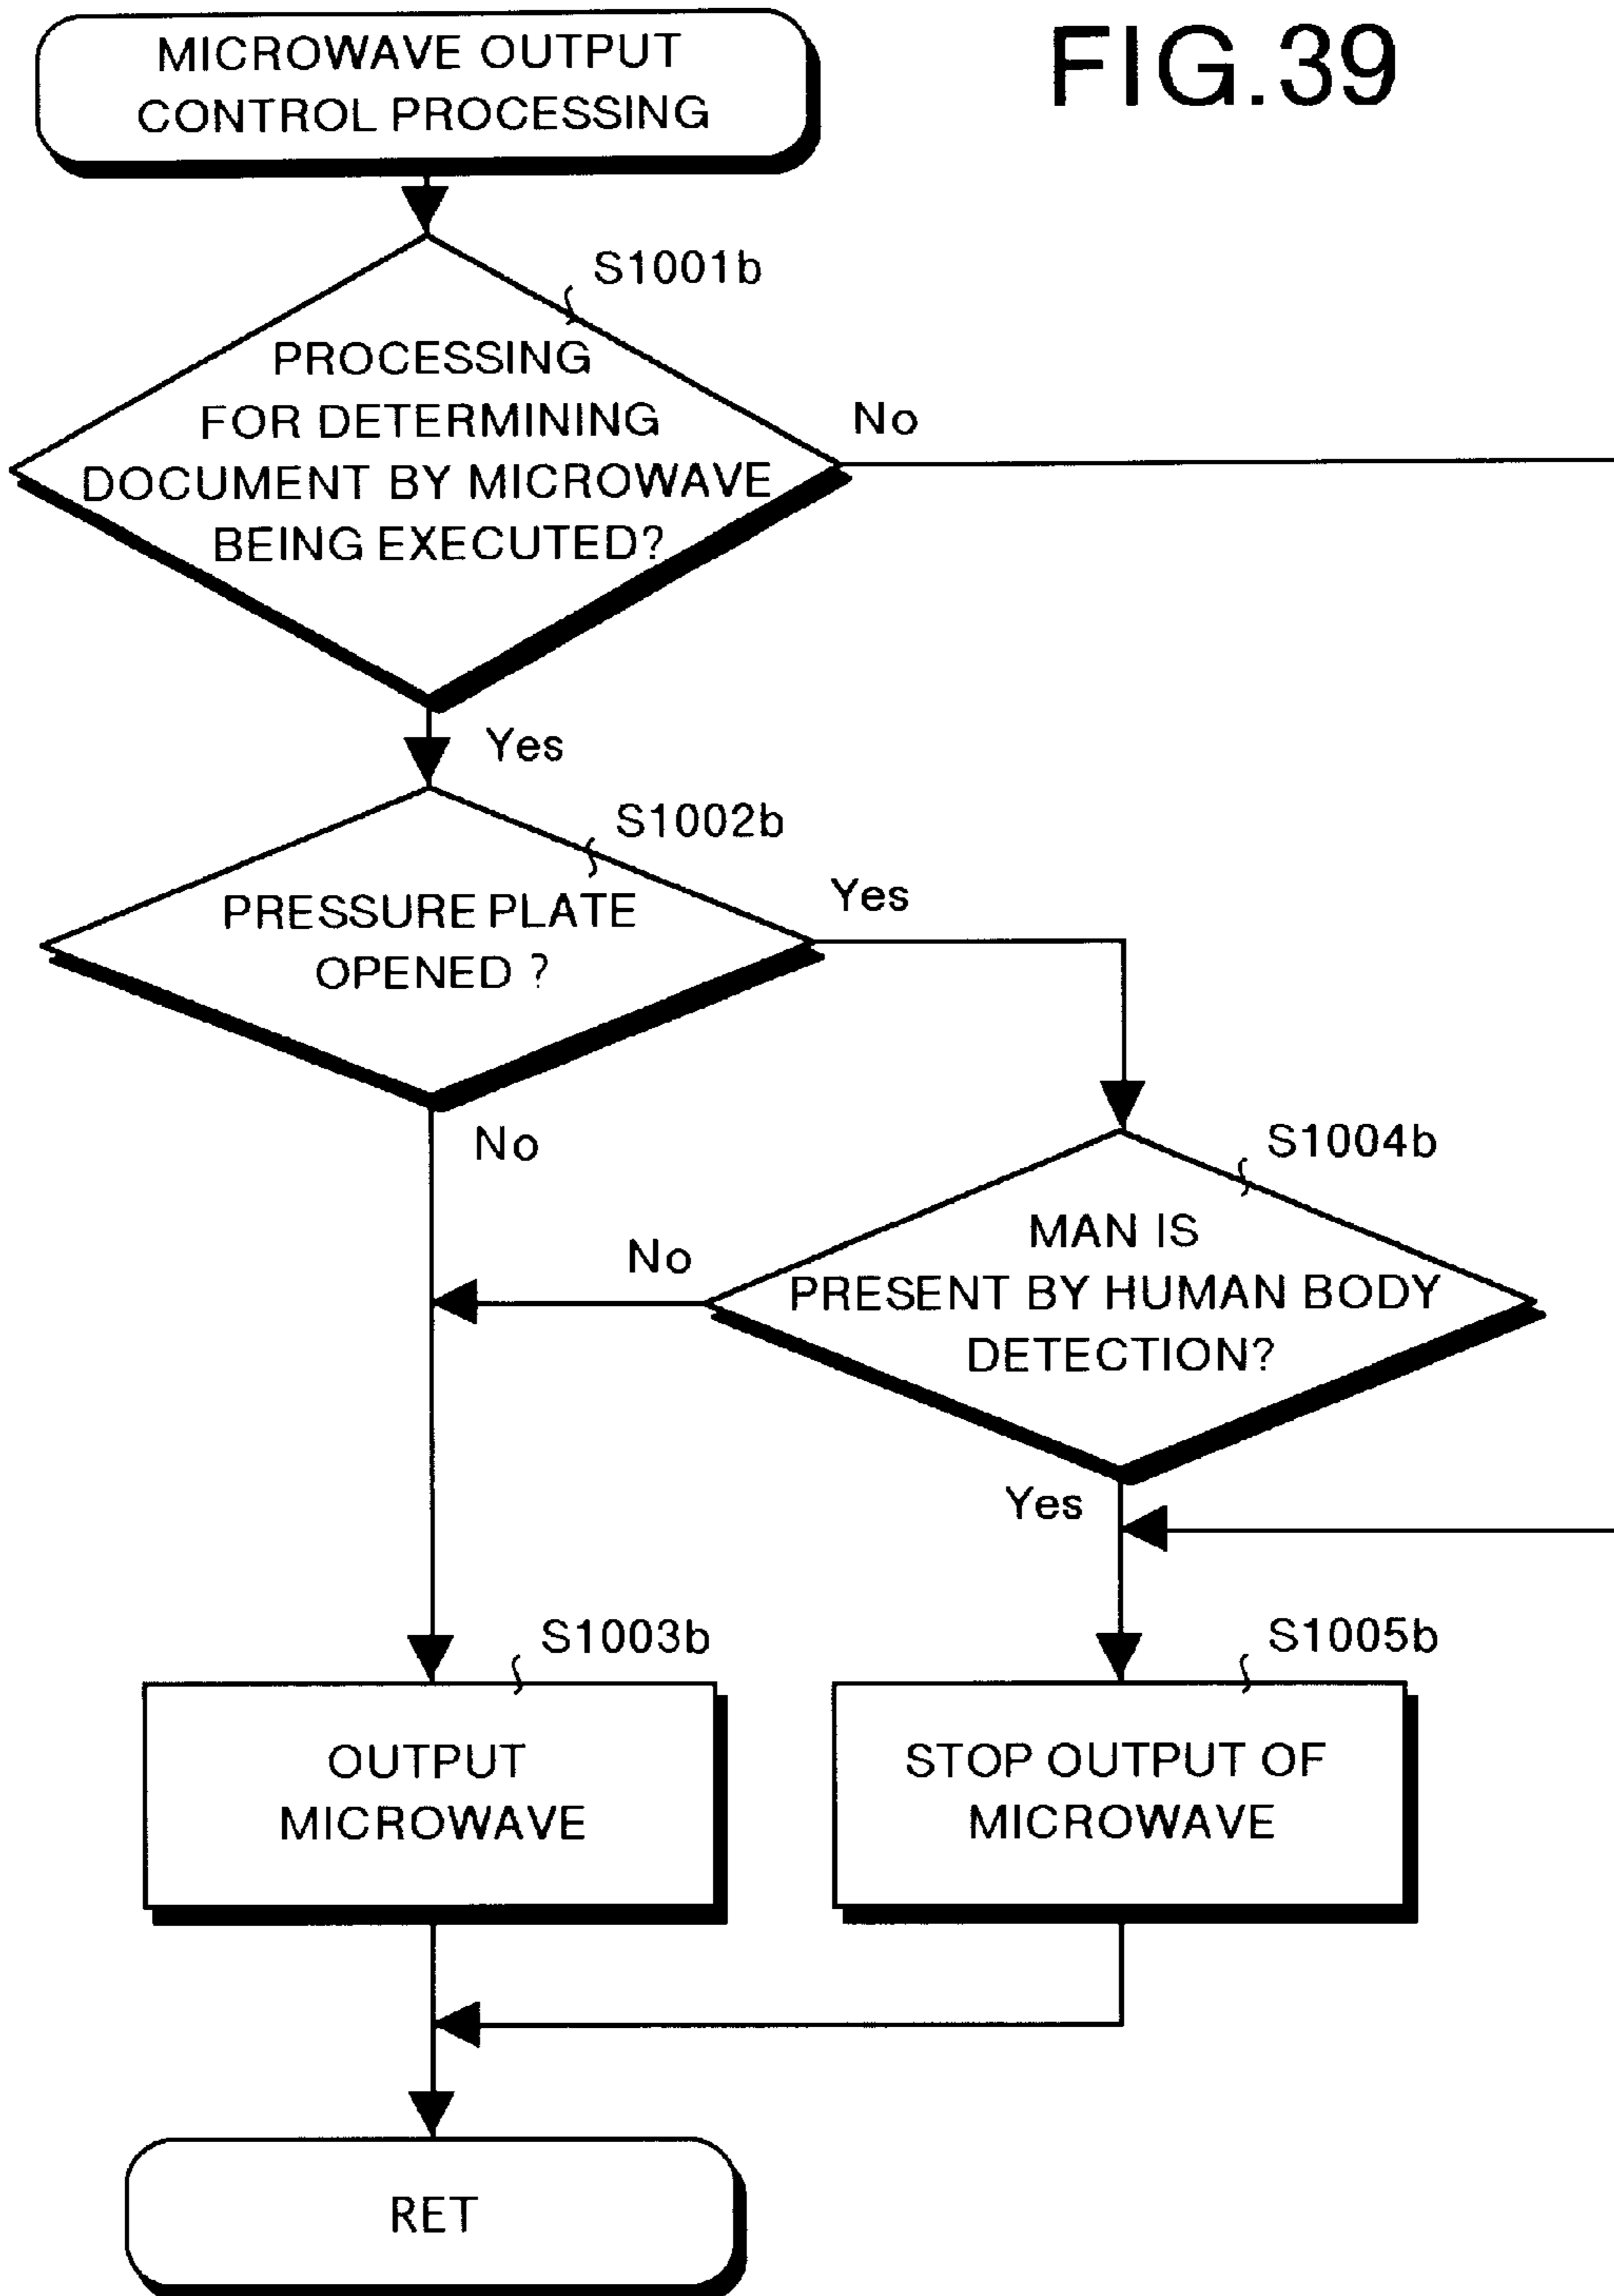 FIG.39
MICROWAVE OUTPUT
CONTROL PROCESSING
S1001b
PROCESSING
FOR DETERMINING
DOCUMENT BY MICROWAVE
BEING EXECUTED?
No
Yes
S1002b
PRESSURE PLATE
OPENED ?
Yes
No
S1004b
MAN IS
PRESENT BY HUMAN BODY
DETECTION?
No
Yes
S1003b
OUTPUT
MICROWAVE
S1005b
STOP OUTPUT OF
MICROWAVE
RET